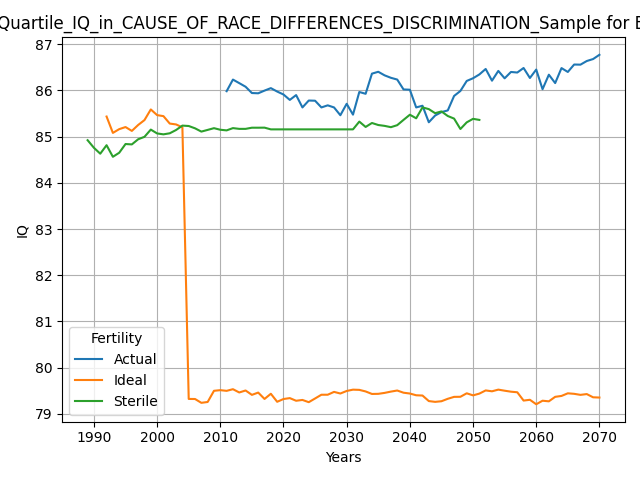 Quartile_IQ_in_CAUSE_OF_RACE_DIFFERENCES_DISCRIMINATION_Sample for
87
86
85
84
83
82
81
80
79
IQ
Fertility
Actual
Ideal
Sterile
1990 2000 2010 2020 2030 2040 2050 2060 2070
Years